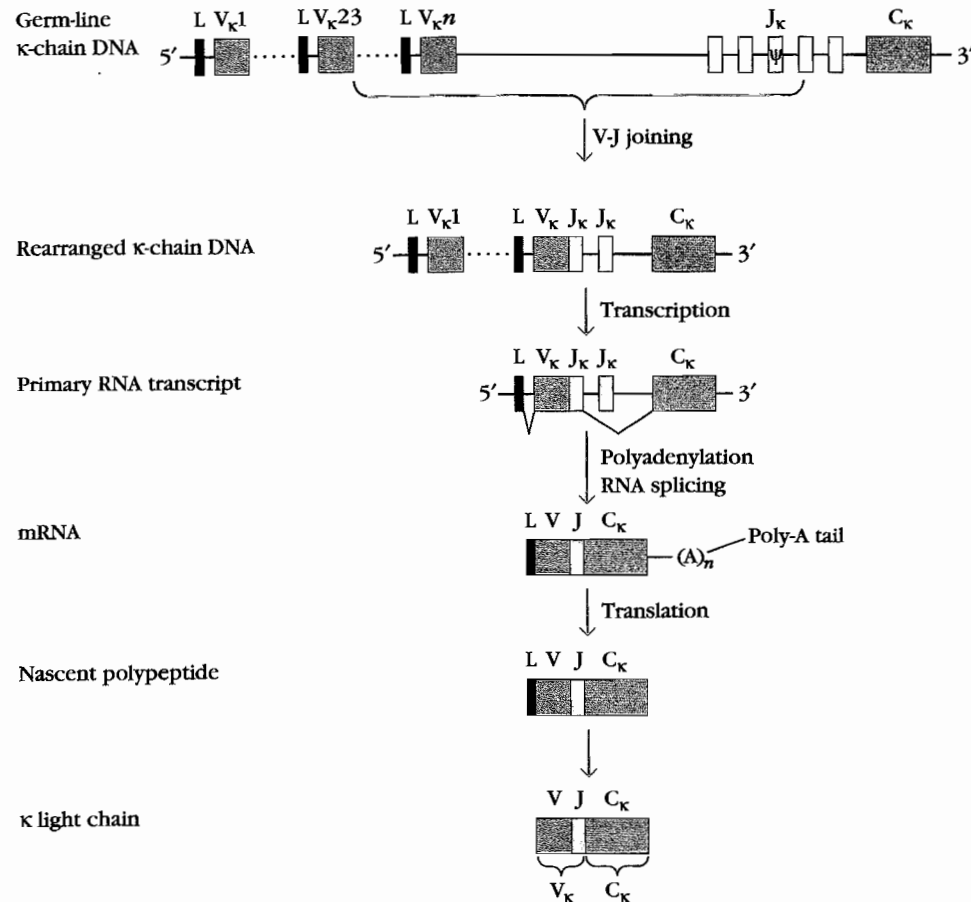 Germ-line
κ-chain DNA
L Vκ1 L Vκ23 L Vκn Jκ Cκ
5′ ψ 3′
V-J joining
L Vκ1 L Vκ Jκ Jκ Cκ
Rearranged κ-chain DNA
5′ 3′
Transcription
L Vκ Jκ Jκ Cκ
Primary RNA transcript
5′ 3′
Polyadenylation
RNA splicing
L V J Cκ
mRNA
(A)n
Poly-A tail
Translation
L V J Cκ
Nascent polypeptide
V J Cκ
κ light chain
Vκ Cκ